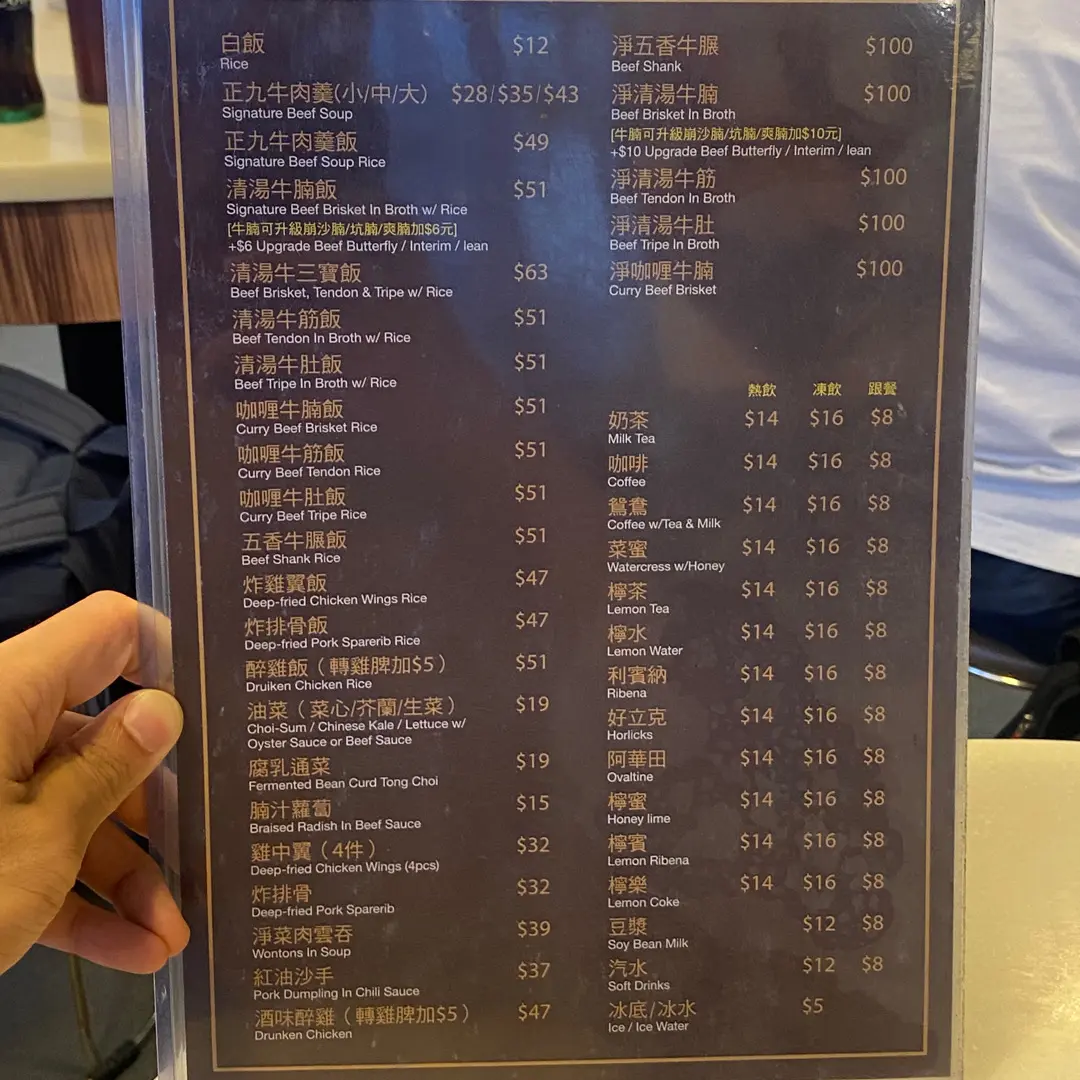 白飯 $12
Rice
正九牛肉羹(小/中/大) $28/$35/$43
Signature Beef Soup
正九牛肉羹飯 $49
Signature Beef Soup Rice
清湯牛腩飯 $51
Signature Beef Brisket In Broth w/ Rice
[牛腩可升級崩沙腩/坑腩/爽腩加$6元]
+$6 Upgrade Beef Butterfly / Interim / lean
清湯牛三寶飯 $63
Beef Brisket, Tendon & Tripe w/ Rice
清湯牛筋飯 $51
Beef Tendon In Broth w/ Rice
清湯牛肚飯 $51
Beef Tripe In Broth w/ Rice
咖喱牛腩飯 $51
Curry Beef Brisket Rice
咖喱牛筋飯 $51
Curry Beef Tendon Rice
咖喱牛肚飯 $51
Curry Beef Tripe Rice
五香牛𦟌飯 $51
Beef Shank Rice
炸雞翼飯 $47
Deep-fried Chicken Wings Rice
炸排骨飯 $47
Deep-fried Pork Sparerib Rice
醉雞飯（轉雞脾加$5） $51
Druiken Chicken Rice
油菜（菜心/芥蘭/生菜） $19
Choi-Sum / Chinese Kale / Lettuce w/
Oyster Sauce or Beef Sauce
腐乳通菜 $19
Fermented Bean Curd Tong Choi
腩汁蘿蔔 $15
Braised Radish In Beef Sauce
雞中翼（4件） $32
Deep-fried Chicken Wings (4pcs)
炸排骨 $32
Deep-fried Pork Sparerib
淨菜肉雲吞 $39
Wontons In Soup
紅油沙手 $37
Pork Dumpling In Chili Sauce
酒味醉雞（轉雞脾加$5） $47
Drunken Chicken
淨五香牛𦟌 $100
Beef Shank
淨清湯牛腩 $100
Beef Brisket In Broth
[牛腩可升級崩沙腩/坑腩/爽腩加$10元]
+$10 Upgrade Beef Butterfly / Interim / lean
淨清湯牛筋 $100
Beef Tendon In Broth
淨清湯牛肚 $100
Beef Tripe In Broth
淨咖喱牛腩 $100
Curry Beef Brisket
熱飲 凍飲 跟餐
奶茶 $14 $16 $8
Milk Tea
咖啡 $14 $16 $8
Coffee
鴛鴦 $14 $16 $8
Coffee w/Tea & Milk
菜蜜 $14 $16 $8
Watercress w/Honey
檸茶 $14 $16 $8
Lemon Tea
檸水 $14 $16 $8
Lemon Water
利賓納 $14 $16 $8
Ribena
好立克 $14 $16 $8
Horlicks
阿華田 $14 $16 $8
Ovaltine
檸蜜 $14 $16 $8
Honey lime
檸賓 $14 $16 $8
Lemon Ribena
檸樂 $14 $16 $8
Lemon Coke
豆漿 $12 $8
Soy Bean Milk
汽水 $12 $8
Soft Drinks
冰底/冰水 $5
Ice / Ice Water